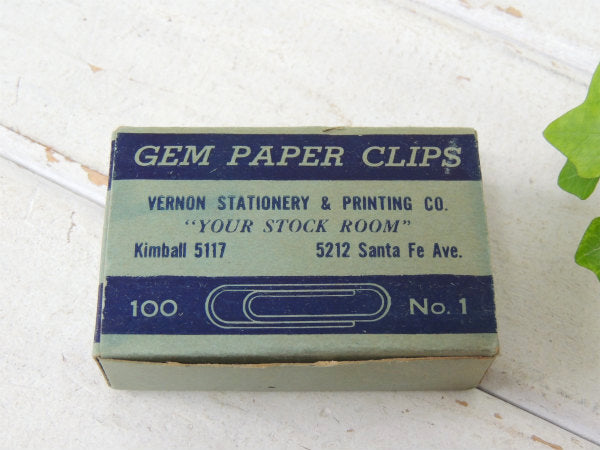 GEM PAPER CLIPS
VERNON STATIONERY & PRINTING CO.
"YOUR STOCK ROOM"
Kimball 5117 5212 Santa Fe Ave.
100 No. 1